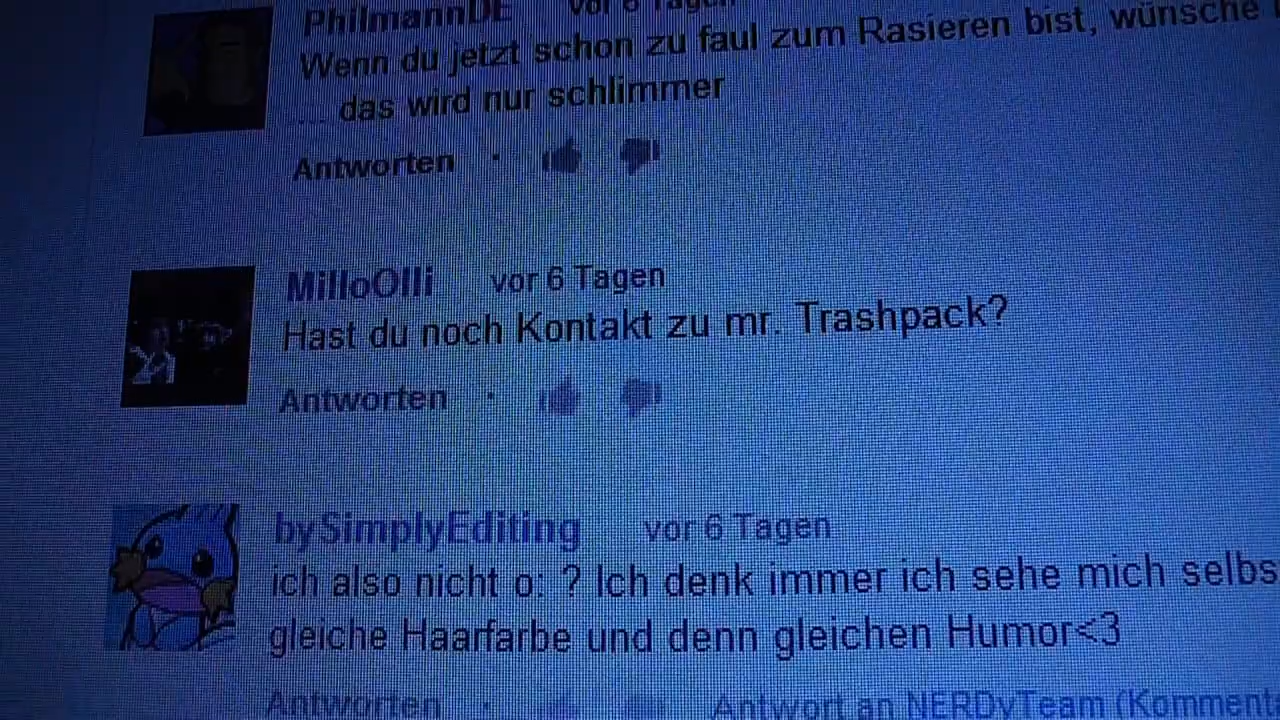 PhilmannDE vor 6 Tagen
Wenn du jetzt schon zu faul zum Rasieren bist, wünsche
... das wird nur schlimmer
Antworten ·
MilloOlli vor 6 Tagen
Hast du noch Kontakt zu mr. Trashpack?
Antworten ·
bySimplyEditing vor 6 Tagen
ich also nicht o. ? Ich denk immer ich sehe mich selbs
gleiche Haarfarbe und denn gleichen Humor<3
Antworten · Antwort an NERDyTeam (Komment